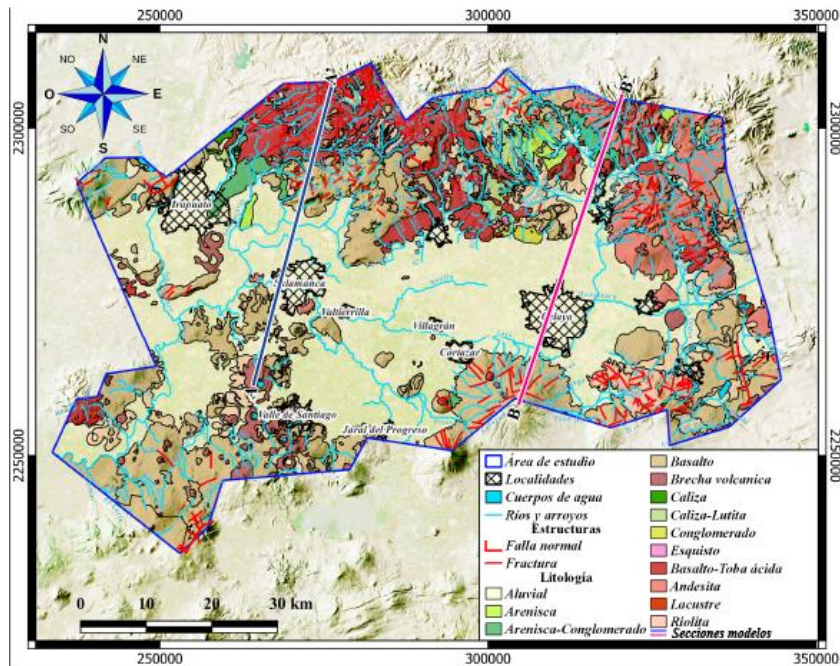 250000 300000 350000
N
NO NE
O E
SO SE
S
A'
B'
2300000 2300000
Irapuato
Salamanca
Valtierrilla
Villagrán
Celaya
Cortazar
A
B
Valle de Santiago
Jaral del Progreso
2250000 2250000
Área de estudio
Localidades
Cuerpos de agua
Ríos y arroyos
Estructuras
Falla normal
Fractura
Litología
Aluvial
Arenisca
Arenisca-Conglomerado
Basalto
Brecha volcanica
Caliza
Caliza-Lutita
Conglomerado
Esquisto
Basalto-Toba ácida
Andesita
Lacustre
Riolita
Secciones modelos
0 10 20 30 km
250000 300000 350000